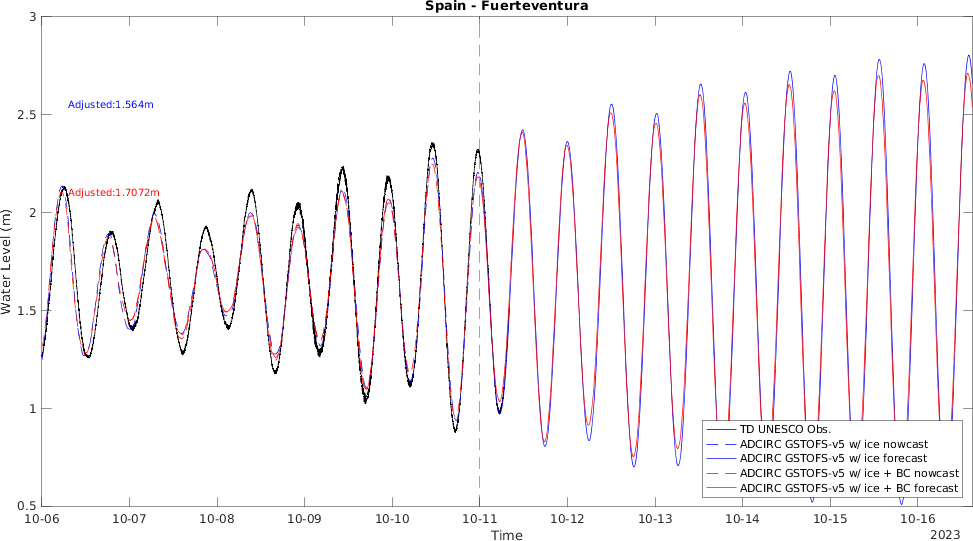 Spain - Fuerteventura
3
2.5
2
1.5
1
0.5
Water Level (m)
Adjusted:1.564m
Adjusted:1.7072m
TD UNESCO Obs.
ADCIRC GSTOFS-v5 w/ ice nowcast
ADCIRC GSTOFS-v5 w/ ice forecast
ADCIRC GSTOFS-v5 w/ ice + BC nowcast
ADCIRC GSTOFS-v5 w/ ice + BC forecast
10-06 10-07 10-08 10-09 10-10 10-11 10-12 10-13 10-14 10-15 10-16
Time
2023